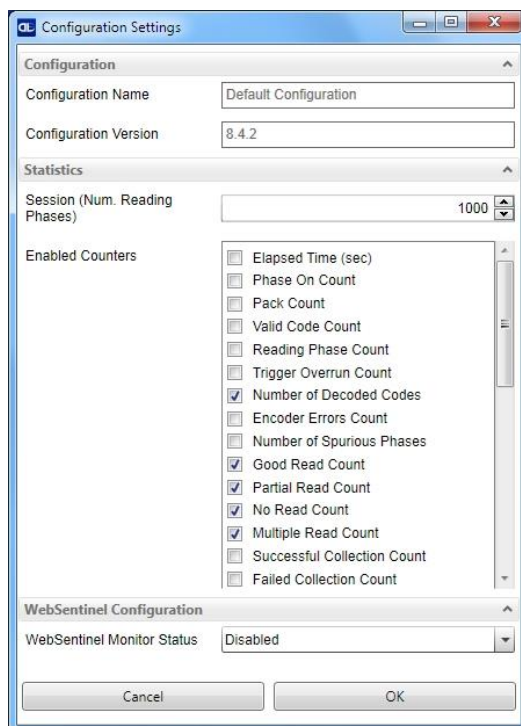 Configuration Settings
Configuration
Configuration Name
Default Configuration
Configuration Version
8.4.2
Statistics
Session (Num. Reading
Phases)
1000
Enabled Counters
Elapsed Time (sec)
Phase On Count
Pack Count
Valid Code Count
Reading Phase Count
Trigger Overrun Count
Number of Decoded Codes
Encoder Errors Count
Number of Spurious Phases
Good Read Count
Partial Read Count
No Read Count
Multiple Read Count
Successful Collection Count
Failed Collection Count
WebSentinel Configuration
WebSentinel Monitor Status
Disabled
Cancel
OK